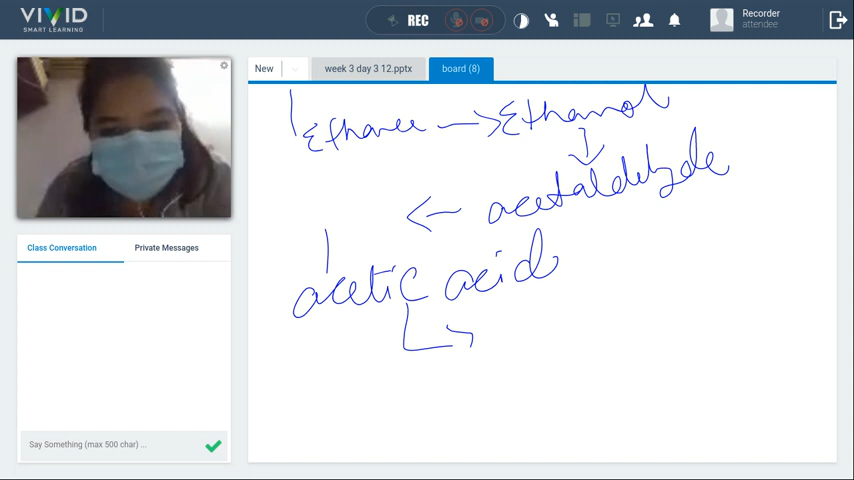 VIVID
SMART LEARNING
REC
Recorder
attendee
New
week 3 day 3 12.pptx
board (8)
Ethane → Ethanol
↓
← acetaldehyde
acetic acid
Class Conversation
Private Messages
Say Something (max 500 char) ...